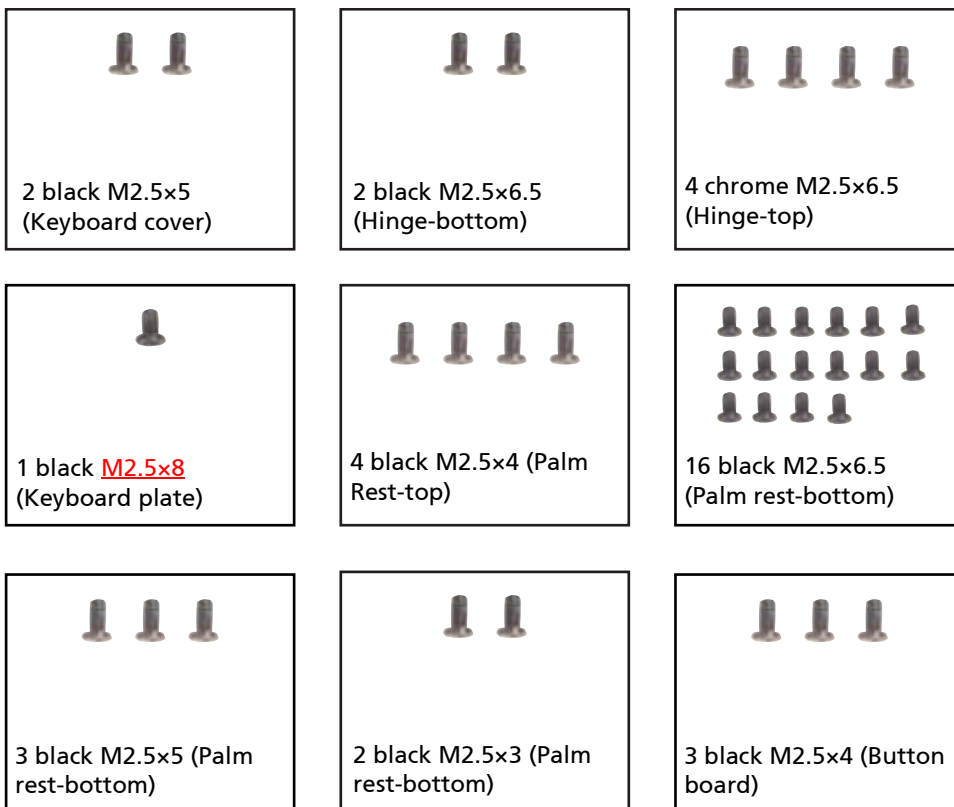 2 black M2.5×5
(Keyboard cover)
2 black M2.5×6.5
(Hinge-bottom)
4 chrome M2.5×6.5
(Hinge-top)
1 black M2.5×8
(Keyboard plate)
4 black M2.5×4 (Palm
Rest-top)
16 black M2.5×6.5
(Palm rest-bottom)
3 black M2.5×5 (Palm
rest-bottom)
2 black M2.5×3 (Palm
rest-bottom)
3 black M2.5×4 (Button
board)